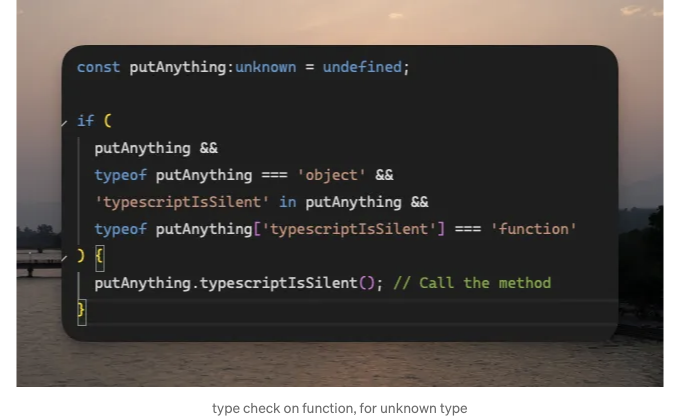 const putAnything:unknown = undefined;
if (
putAnything &&
typeof putAnything === 'object' &&
'typescriptIsSilent' in putAnything &&
typeof putAnything['typescriptIsSilent'] === 'function'
) {
putAnything.typescriptIsSilent(); // Call the method
}
type check on function, for unknown type